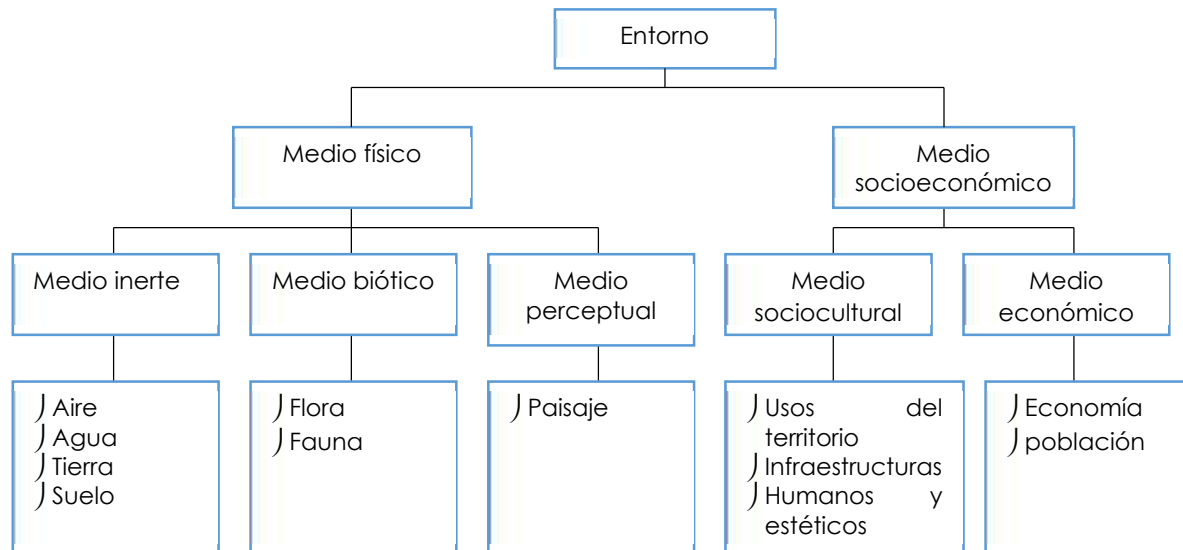 Entorno
Medio físico
Medio
socioeconómico
Medio inerte
Medio biótico
Medio
perceptual
Medio
sociocultural
Medio
económico
Aire
Agua
Tierra
Suelo
Flora
Fauna
Paisaje
Usos del
territorio
Infraestructuras
Humanos y
estéticos
Economía
población